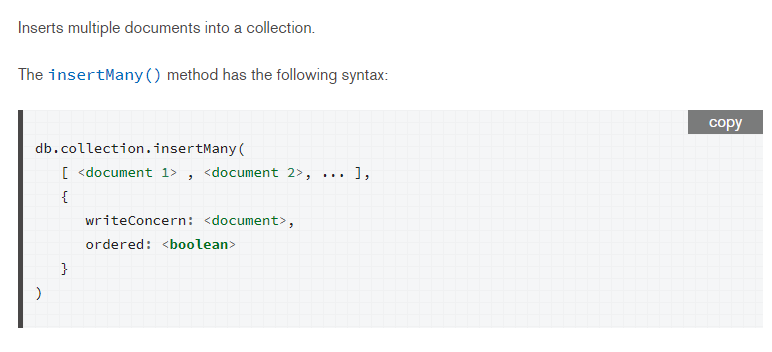 Inserts multiple documents into a collection.
The insertMany() method has the following syntax:
copy
db.collection.insertMany(
[ <document 1> , <document 2>, ... ],
{
writeConcern: <document>,
ordered: <boolean>
}
)